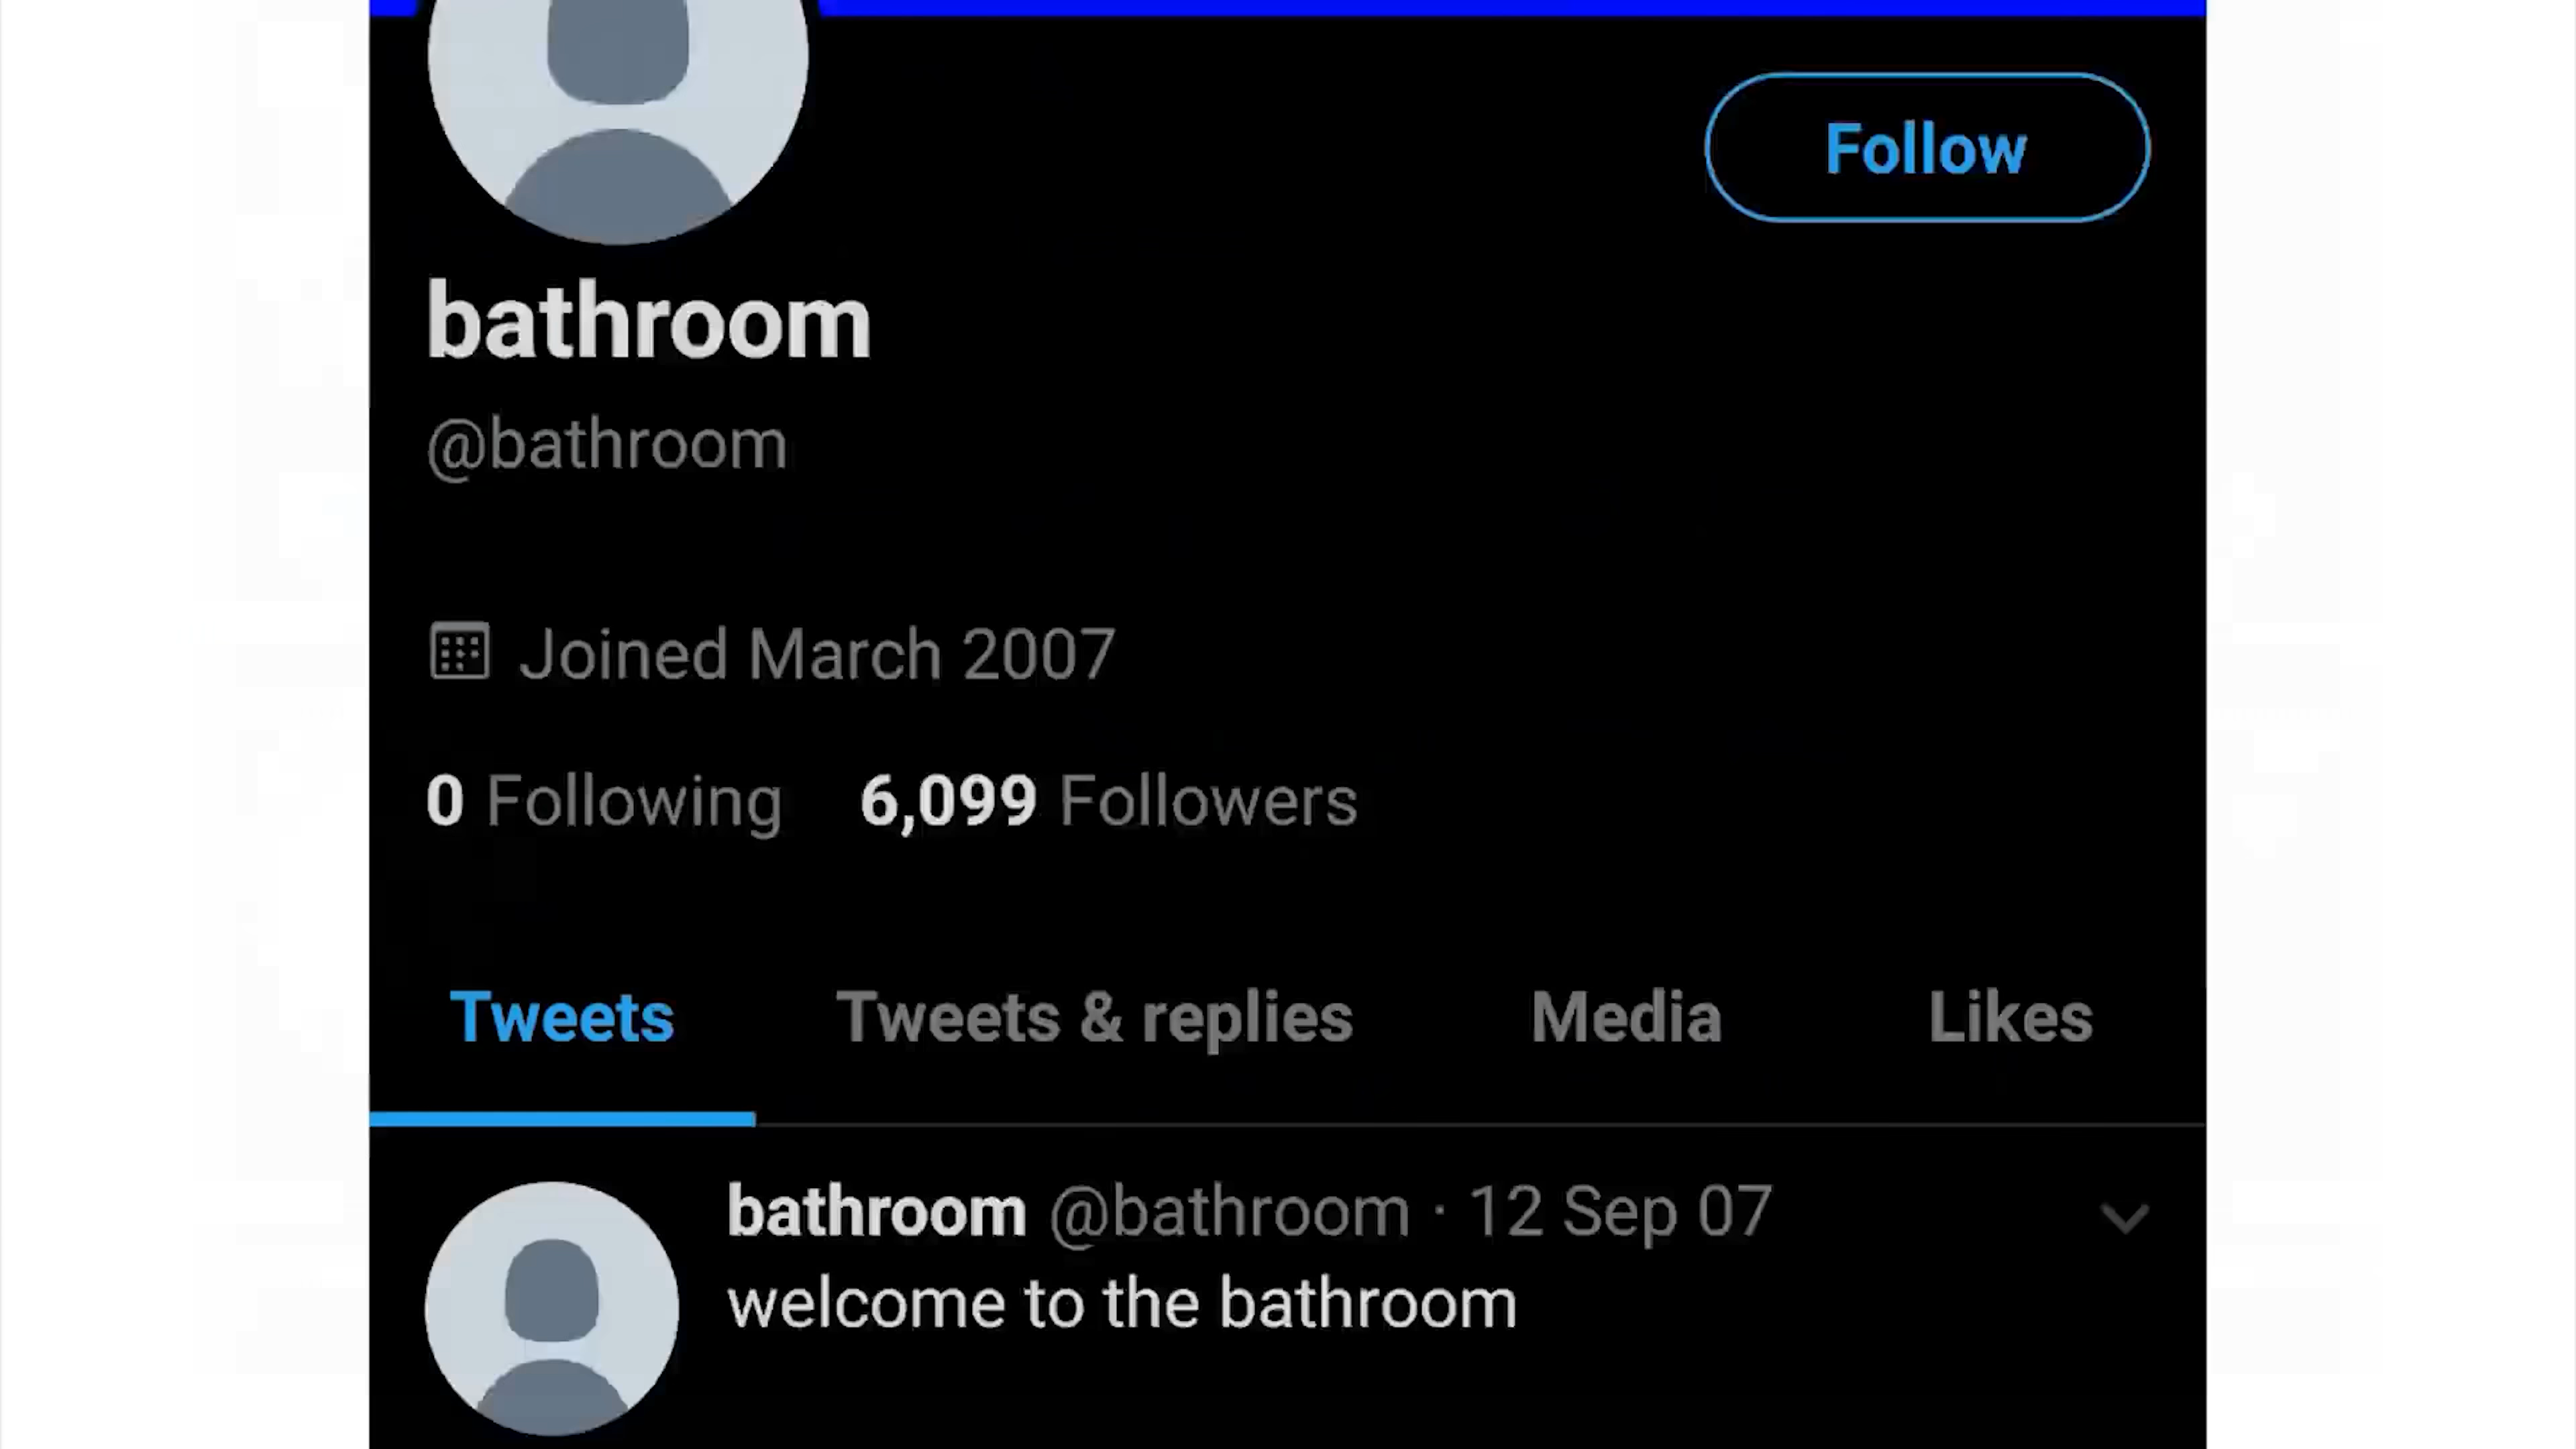 Follow
bathroom
@bathroom
Joined March 2007
0 Following 6,099 Followers
Tweets Tweets & replies Media Likes
bathroom @bathroom · 12 Sep 07
welcome to the bathroom